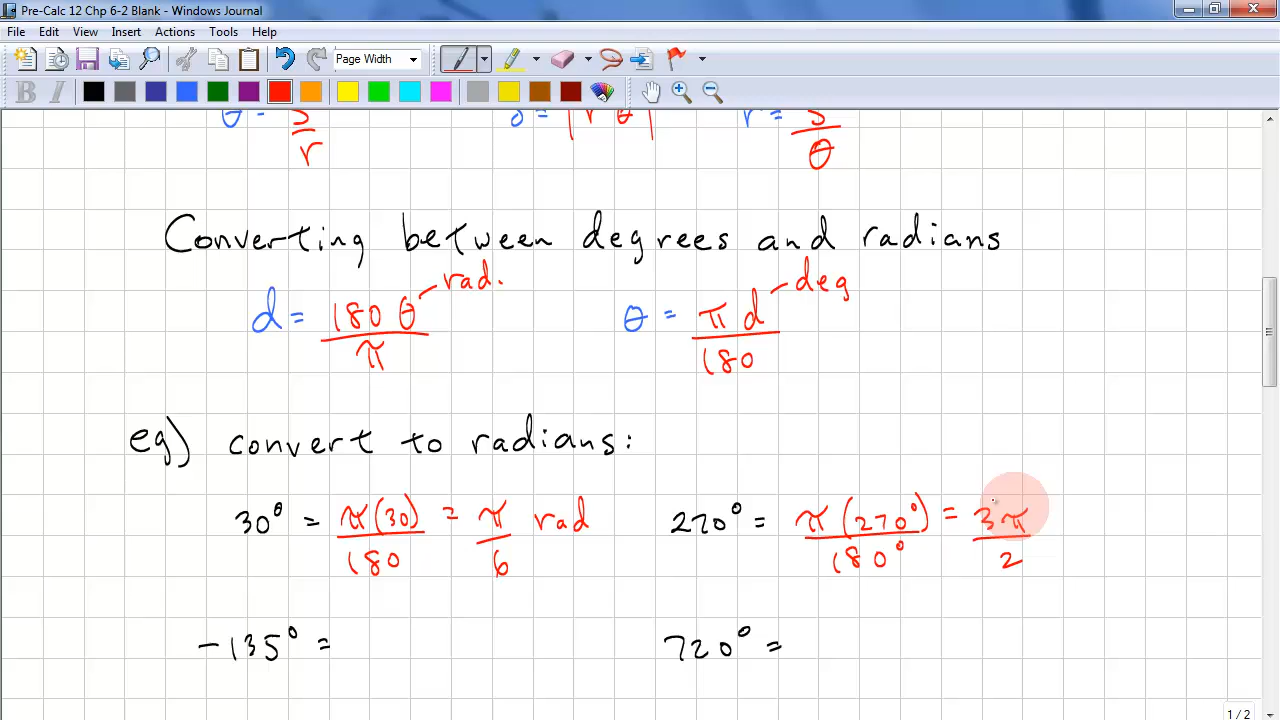 Pre-Calc 12 Chp 6-2 Blank - Windows Journal
File Edit View Insert Actions Tools Help
Page Width
B I
θ = s/r s = |r θ| r = s/θ
Converting between degrees and radians
d = 180 θ/π rad. θ = π d/180 deg
eg) convert to radians:
30° = π(30)/180 = π/6 rad 270° = π(270°)/180° = 3π/2
-135° = 720° =
1/2